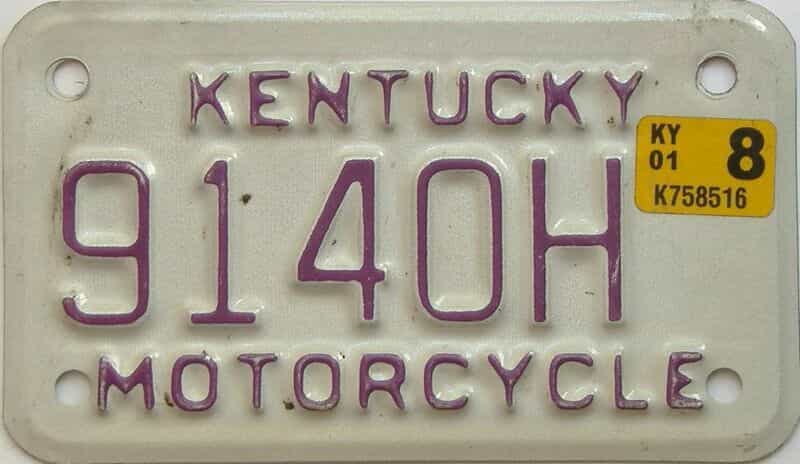 KENTUCKY
KY
01
8
K758516
9140H
MOTORCYCLE